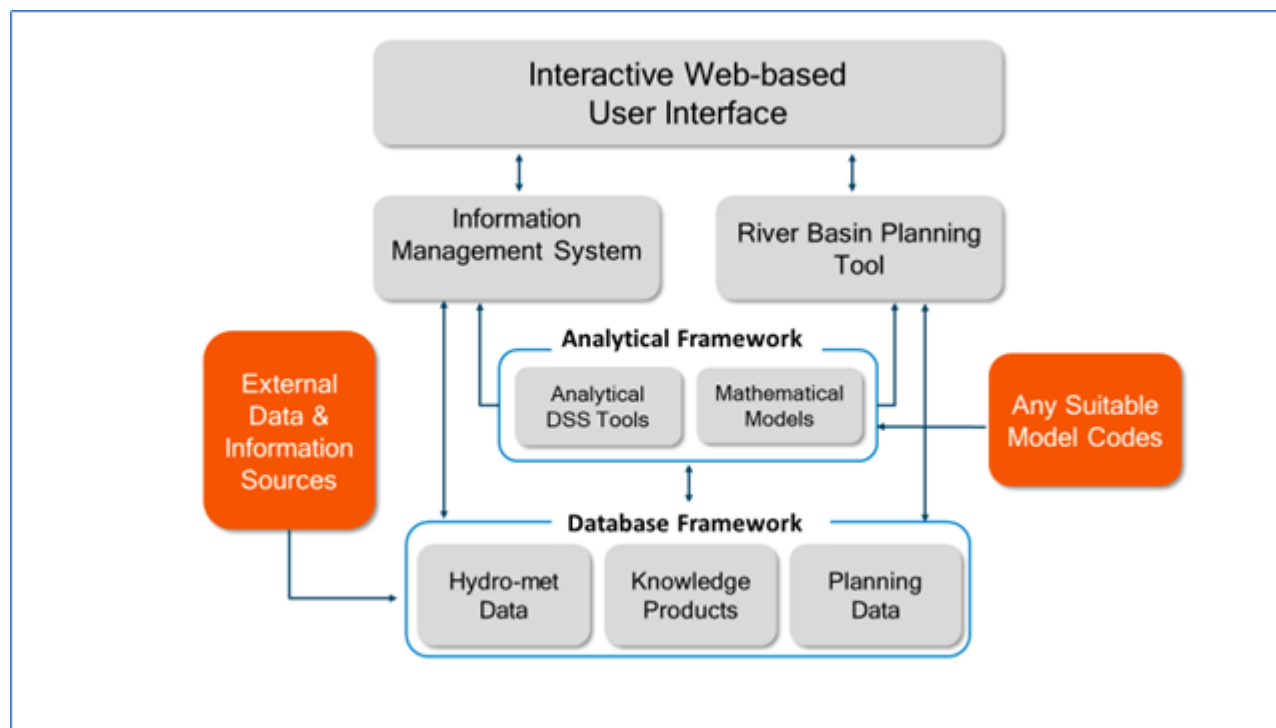 Interactive Web-based
User Interface
Information
Management System
River Basin Planning
Tool
Analytical Framework
External
Data &
Information
Sources
Analytical
DSS Tools
Mathematical
Models
Any Suitable
Model Codes
Database Framework
Hydro-met
Data
Knowledge
Products
Planning
Data